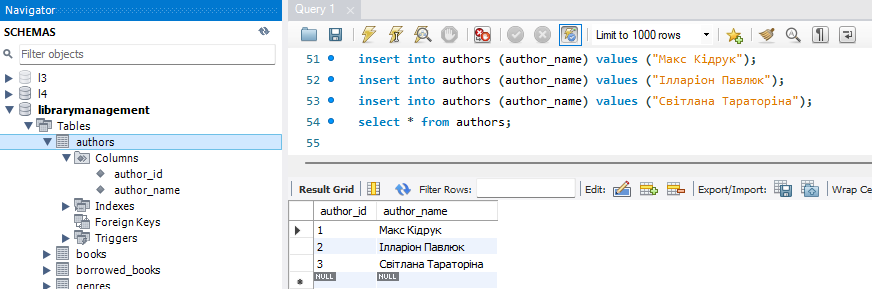 Navigator
SCHEMAS
Filter objects
l3
l4
librarymanagement
Tables
authors
Columns
author_id
author_name
Indexes
Foreign Keys
Triggers
books
borrowed_books
genres
Query 1
Limit to 1000 rows
51 insert into authors (author_name) values ("Макс Кідрук");
52 insert into authors (author_name) values ("Ілларіон Павлюк");
53 insert into authors (author_name) values ("Світлана Тараторіна");
54 select * from authors;
55
Result Grid Filter Rows: Edit: Export/Import: Wrap Ce
author_id author_name
1 Макс Кідрук
2 Ілларіон Павлюк
3 Світлана Тараторіна
NULL NULL